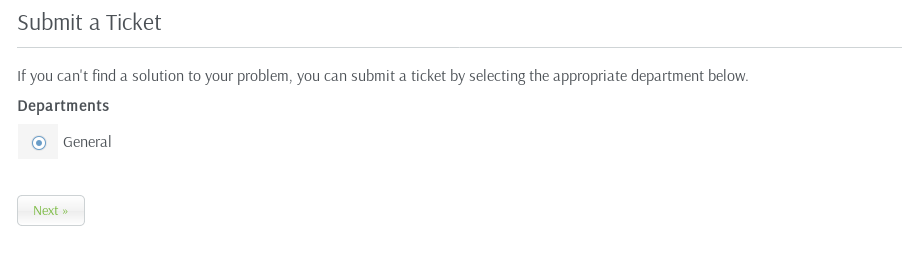 Submit a Ticket
If you can't find a solution to your problem, you can submit a ticket by selecting the appropriate department below.
Departments
General
Next »